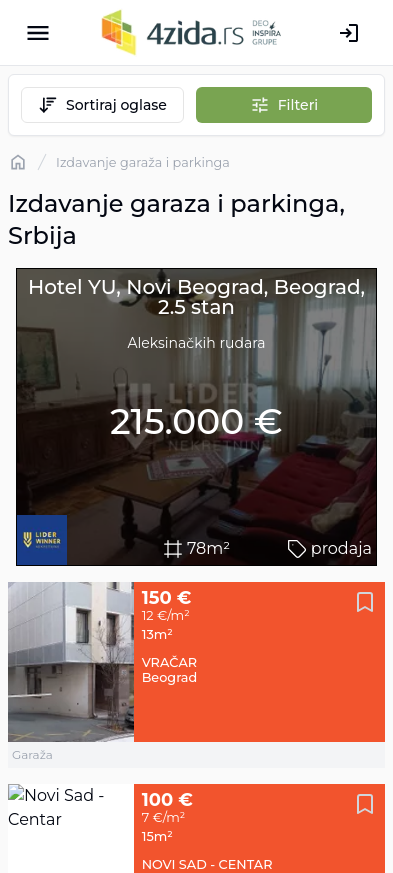 4zida.rs
DEO
INSPIRA
GRUPE
Sortiraj oglase
Filteri
/ Izdavanje garaža i parkinga
Izdavanje garaza i parkinga,
Srbija
Hotel YU, Novi Beograd, Beograd,
2.5 stan
Aleksinačkih rudara
LIDER
NEKRETNINE
215.000 €
LIDER
WINNER
78m²
prodaja
150 €
12 €/m²
13m²
VRAČAR
Beograd
Garaža
Novi Sad -
Centar
100 €
7 €/m²
15m²
NOVI SAD - CENTAR